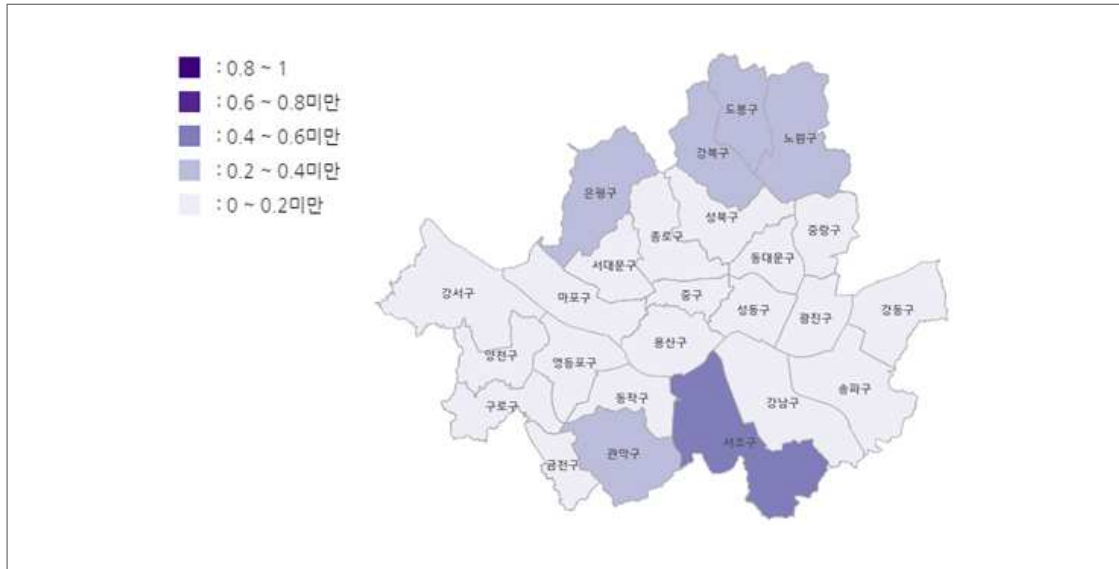 : 0.8 ~ 1
: 0.6 ~ 0.8미만
: 0.4 ~ 0.6미만
: 0.2 ~ 0.4미만
: 0 ~ 0.2미만
도봉구
노원구
강북구
은평구
성북구
중랑구
종로구
동대문구
서대문구
강서구
마포구
중구
성동구
광진구
강동구
용산구
양천구
영등포구
송파구
동작구
강남구
구로구
서초구
관악구
금천구